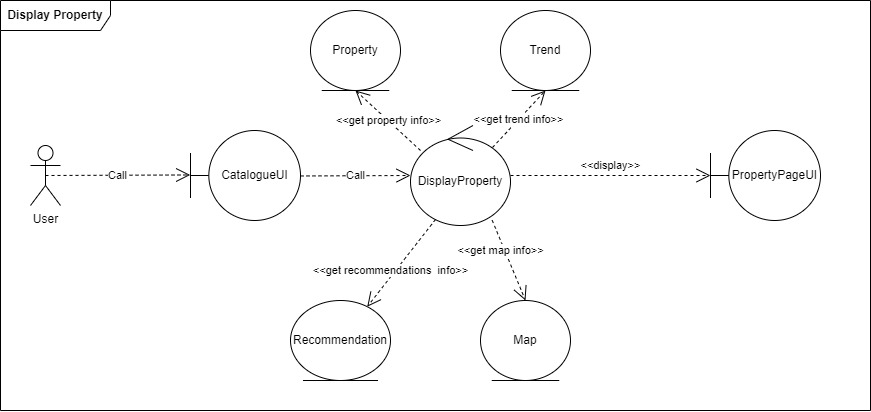 Display Property
Property
Trend
<<get property info>>
<<get trend info>>
User
Call
CatalogueUI
Call
DisplayProperty
<<display>>
PropertyPageUI
<<get recommendations  info>>
<<get map info>>
Recommendation
Map